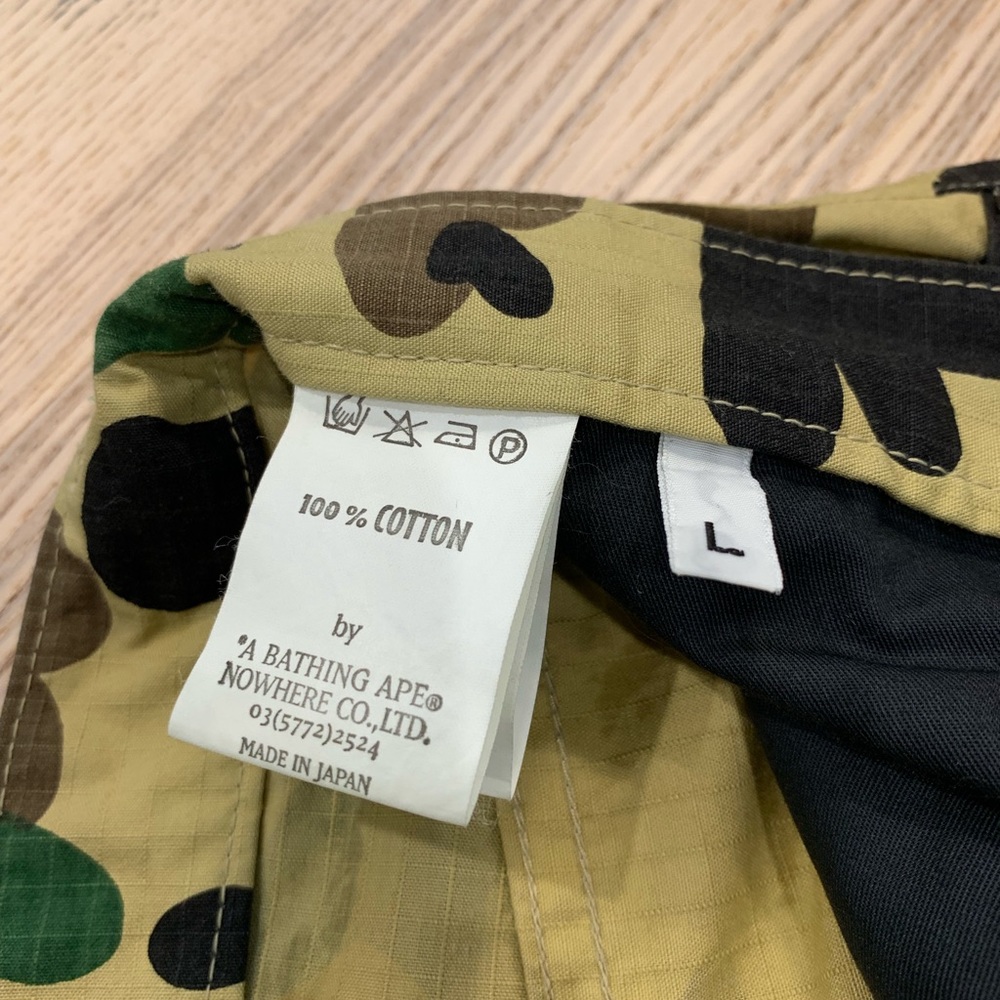 P
100 % COTTON
by
*A BATHING APE®
NOWHERE CO.,LTD.
03(5772)2524
MADE IN JAPAN
L